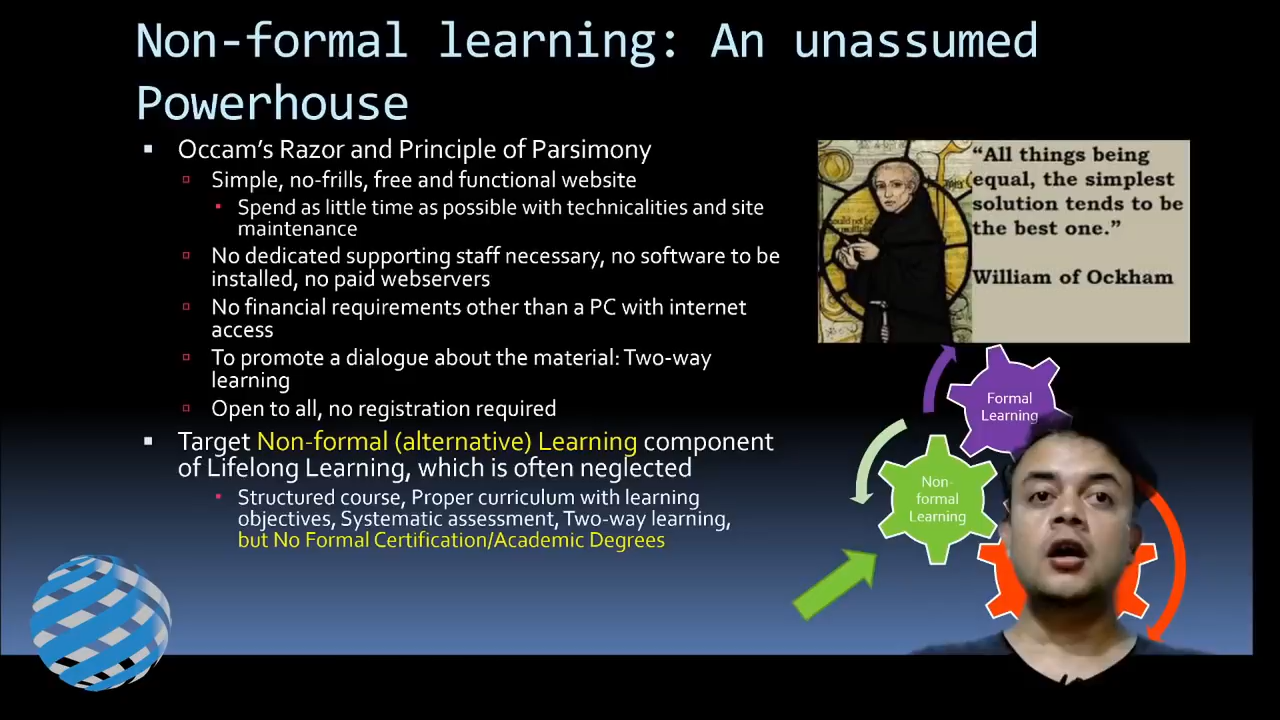 Non-formal learning: An unassumed
Powerhouse
Occam's Razor and Principle of Parsimony
Simple, no-frills, free and functional website
Spend as little time as possible with technicalities and site
maintenance
No dedicated supporting staff necessary, no software to be
installed, no paid webservers
No financial requirements other than a PC with internet
access
To promote a dialogue about the material: Two-way
learning
Open to all, no registration required
Target Non-formal (alternative) Learning component
of Lifelong Learning, which is often neglected
Structured course, Proper curriculum with learning
objectives, Systematic assessment, Two-way learning,
but No Formal Certification/Academic Degrees
"All things being
equal, the simplest
solution tends to be
the best one."
William of Ockham
Formal
Learning
Non-
formal
Learning